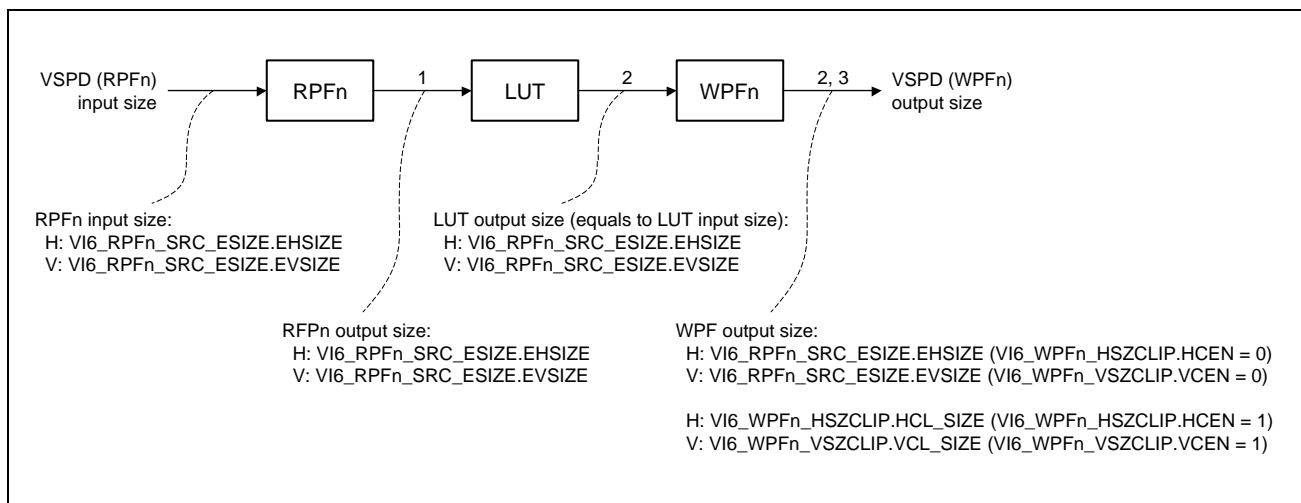 VSPD (RPFn)
input size
RPFn
1
LUT
2
WPFn
2, 3
VSPD (WPFn)
output size
RPFn input size:
H: VI6_RPFn_SRC_ESIZE.EHSIZE
V: VI6_RPFn_SRC_ESIZE.EVSIZE
LUT output size (equals to LUT input size):
H: VI6_RPFn_SRC_ESIZE.EHSIZE
V: VI6_RPFn_SRC_ESIZE.EVSIZE
RFPn output size:
H: VI6_RPFn_SRC_ESIZE.EHSIZE
V: VI6_RPFn_SRC_ESIZE.EVSIZE
WPF output size:
H: VI6_RPFn_SRC_ESIZE.EHSIZE (VI6_WPFn_HSZCLIP.HCEN = 0)
V: VI6_RPFn_SRC_ESIZE.EVSIZE (VI6_WPFn_VSZCLIP.VCEN = 0)
H: VI6_WPFn_HSZCLIP.HCL_SIZE (VI6_WPFn_HSZCLIP.HCEN = 1)
V: VI6_WPFn_VSZCLIP.VCL_SIZE (VI6_WPFn_VSZCLIP.VCEN = 1)